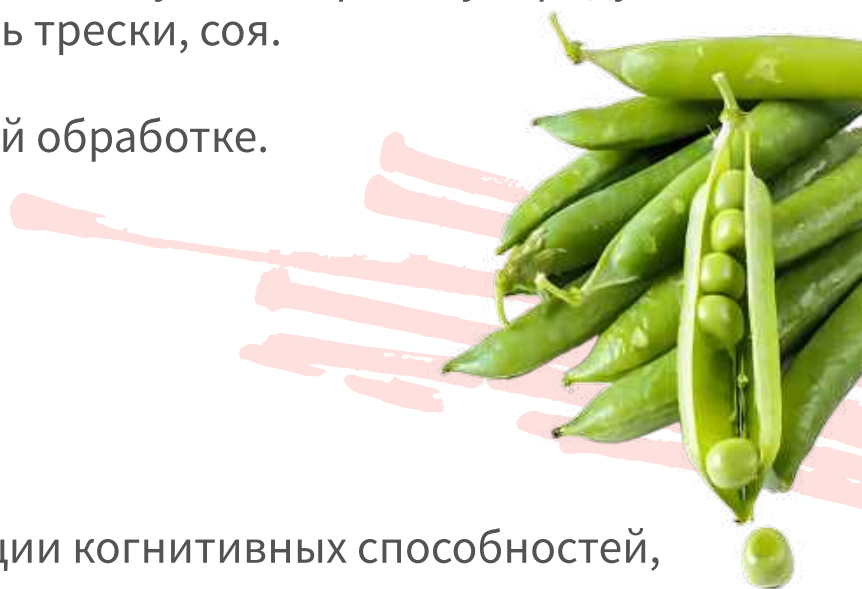 ь трески, соя.
й обработке.
ции когнитивных способностей,